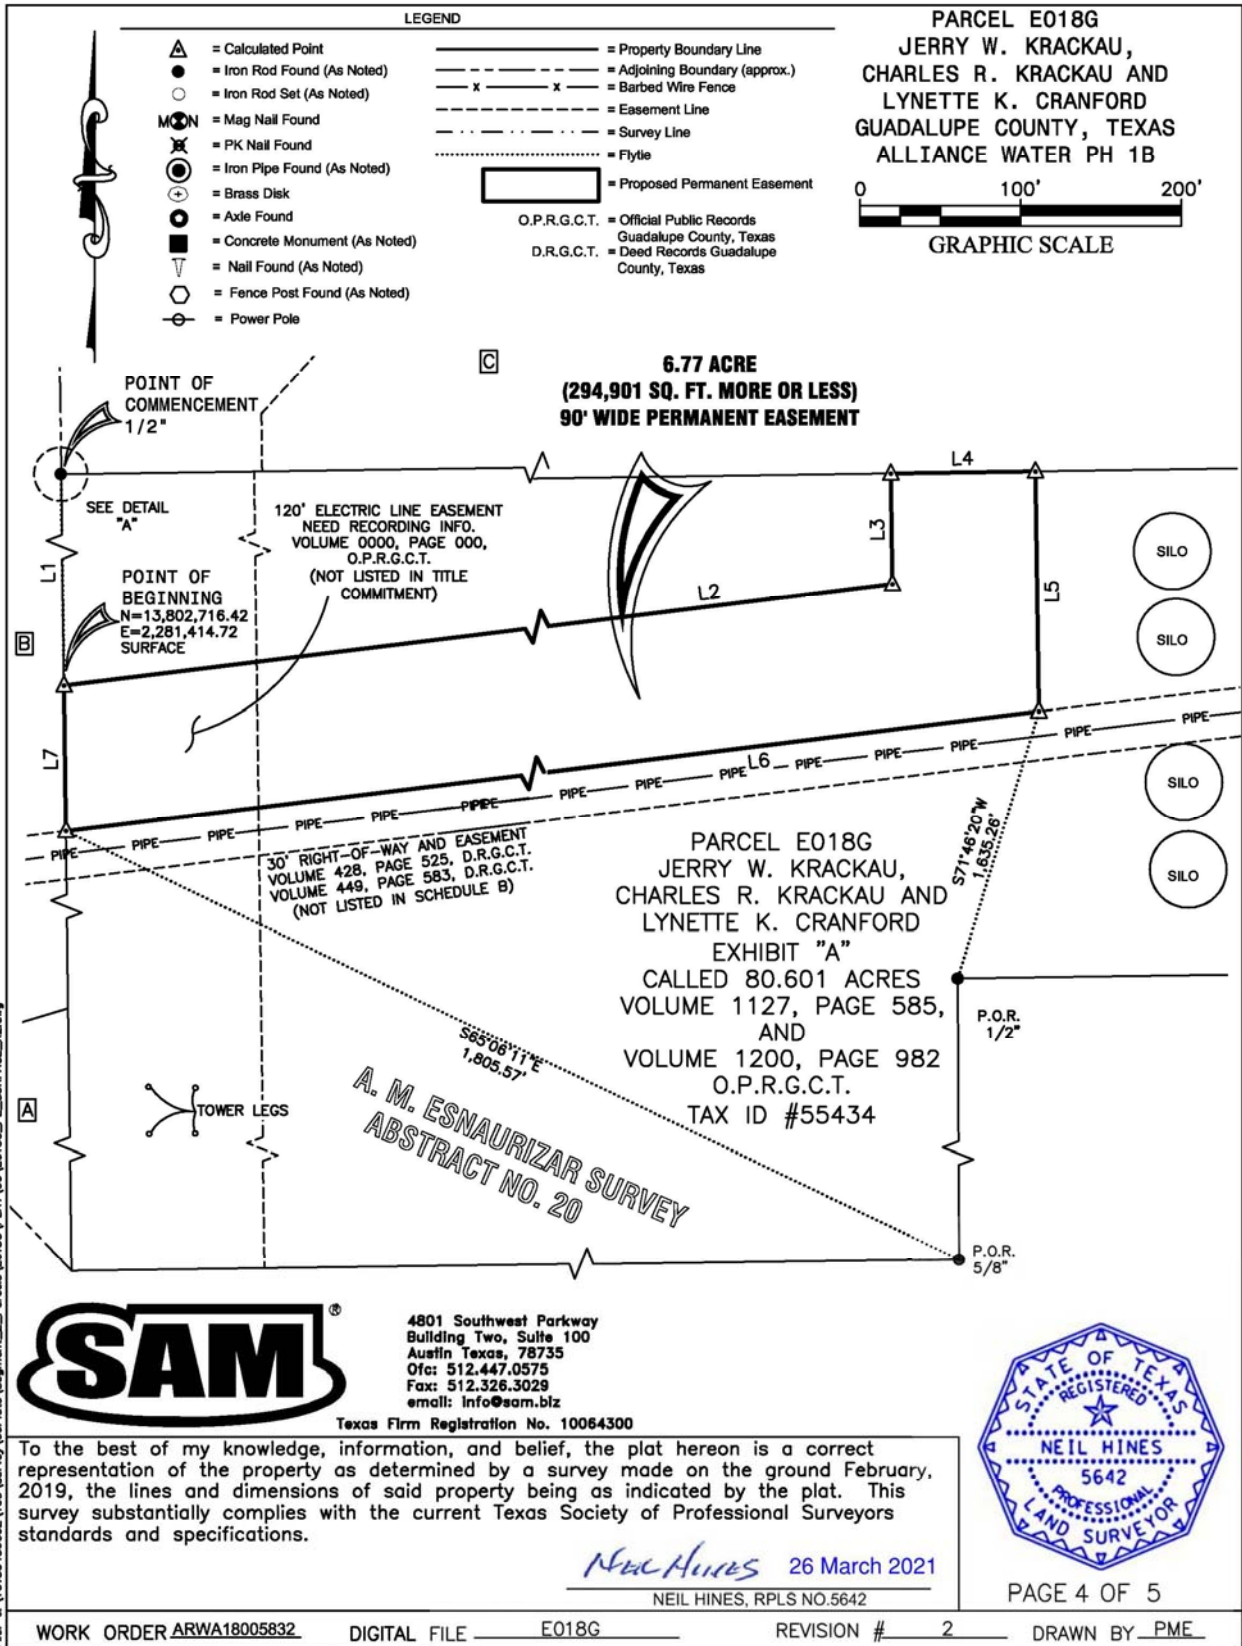 LEGEND
= Calculated Point
= Iron Rod Found (As Noted)
= Iron Rod Set (As Noted)
M N = Mag Nail Found
= PK Nail Found
= Iron Pipe Found (As Noted)
= Brass Disk
= Axle Found
= Concrete Monument (As Noted)
= Nail Found (As Noted)
= Fence Post Found (As Noted)
= Power Pole
= Property Boundary Line
= Adjoining Boundary (approx.)
x x = Barbed Wire Fence
= Easement Line
= Survey Line
= Flytie
= Proposed Permanent Easement
O.P.R.G.C.T. = Official Public Records
Guadalupe County, Texas
D.R.G.C.T. = Deed Records Guadalupe
County, Texas
PARCEL E018G
JERRY W. KRACKAU,
CHARLES R. KRACKAU AND
LYNETTE K. CRANFORD
GUADALUPE COUNTY, TEXAS
ALLIANCE WATER PH 1B
0 100' 200'
GRAPHIC SCALE
C
6.77 ACRE
(294,901 SQ. FT. MORE OR LESS)
90' WIDE PERMANENT EASEMENT
POINT OF
COMMENCEMENT
1/2"
SEE DETAIL
"A"
L4
L3
L5
L1
L2
120' ELECTRIC LINE EASEMENT
NEED RECORDING INFO.
VOLUME 0000, PAGE 000,
O.P.R.G.C.T.
(NOT LISTED IN TITLE
COMMITMENT)
POINT OF
BEGINNING
N=13,802,716.42
E=2,281,414.72
SURFACE
B
SILO
SILO
L7
L6
PIPE PIPE PIPE PIPE PIPE PIPE PIPE PIPE PIPE PIPE PIPE PIPE PIPE PIPE PIPE PIPE
SILO
SILO
30' RIGHT-OF-WAY AND EASEMENT
VOLUME 428, PAGE 525, D.R.G.C.T.
VOLUME 449, PAGE 583, D.R.G.C.T.
(NOT LISTED IN SCHEDULE B)
S71°46'20"W
1,635.26'
PARCEL E018G
JERRY W. KRACKAU,
CHARLES R. KRACKAU AND
LYNETTE K. CRANFORD
EXHIBIT "A"
CALLED 80.601 ACRES
VOLUME 1127, PAGE 585,
AND
VOLUME 1200, PAGE 982
O.P.R.G.C.T.
TAX ID #55434
P.O.R.
1/2"
S65°06'11"E
1,805.57'
A
TOWER LEGS
A. M. ESNAURIZAR SURVEY
ABSTRACT NO. 20
P.O.R.
5/8"
SAM®
4801 Southwest Parkway
Building Two, Suite 100
Austin Texas, 78735
Ofc: 512.447.0575
Fax: 512.326.3029
email: info@sam.biz
Texas Firm Registration No. 10064300
To the best of my knowledge, information, and belief, the plat hereon is a correct
representation of the property as determined by a survey made on the ground February,
2019, the lines and dimensions of said property being as indicated by the plat. This
survey substantially complies with the current Texas Society of Professional Surveyors
standards and specifications.
Neil Hines 26 March 2021
NEIL HINES, RPLS NO.5642
STATE OF TEXAS
REGISTERED
NEIL HINES
5642
PROFESSIONAL
LAND SURVEYOR
PAGE 4 OF 5
WORK ORDER ARWA18005832 DIGITAL FILE E018G REVISION # 2 DRAWN BY PME